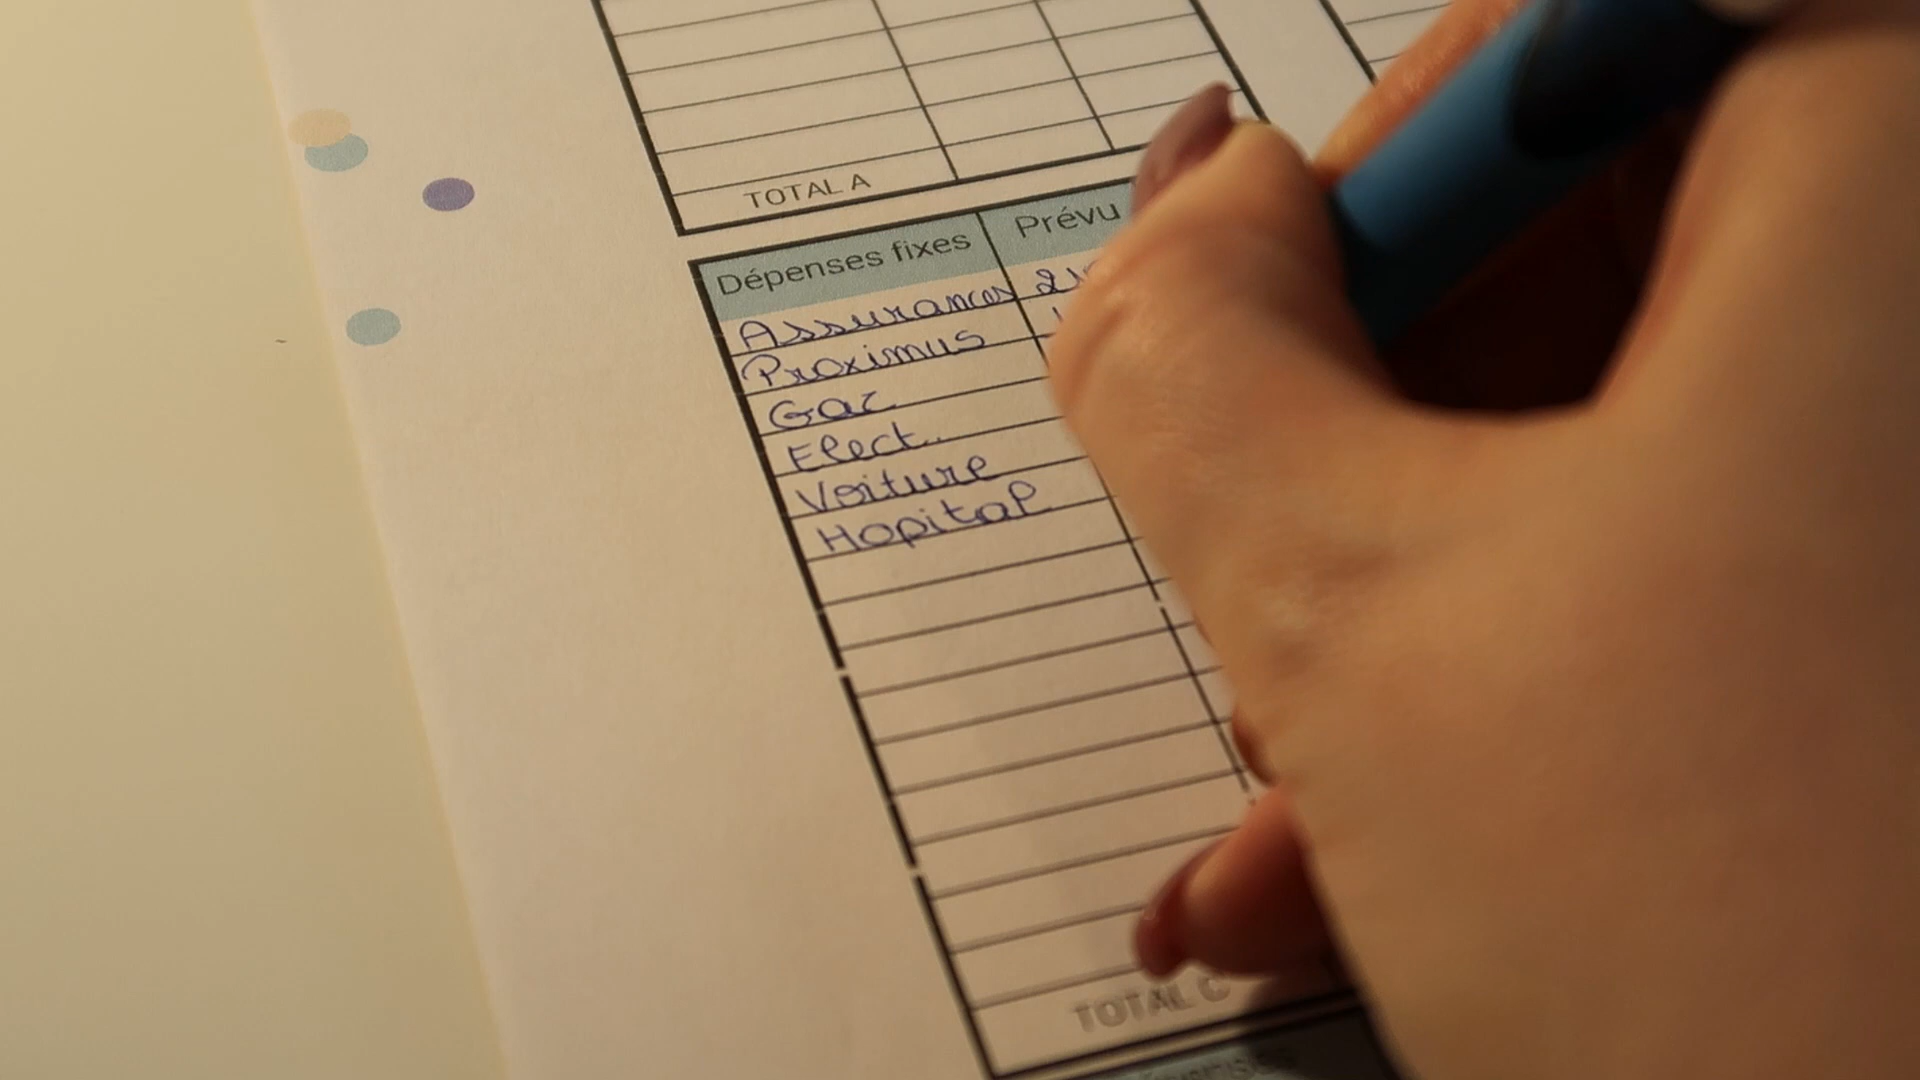 TOTAL A
Dépenses fixes Prévu
Assurances
Proximus
Gaz
Elect.
Voiture
Hopital
TOTAL C